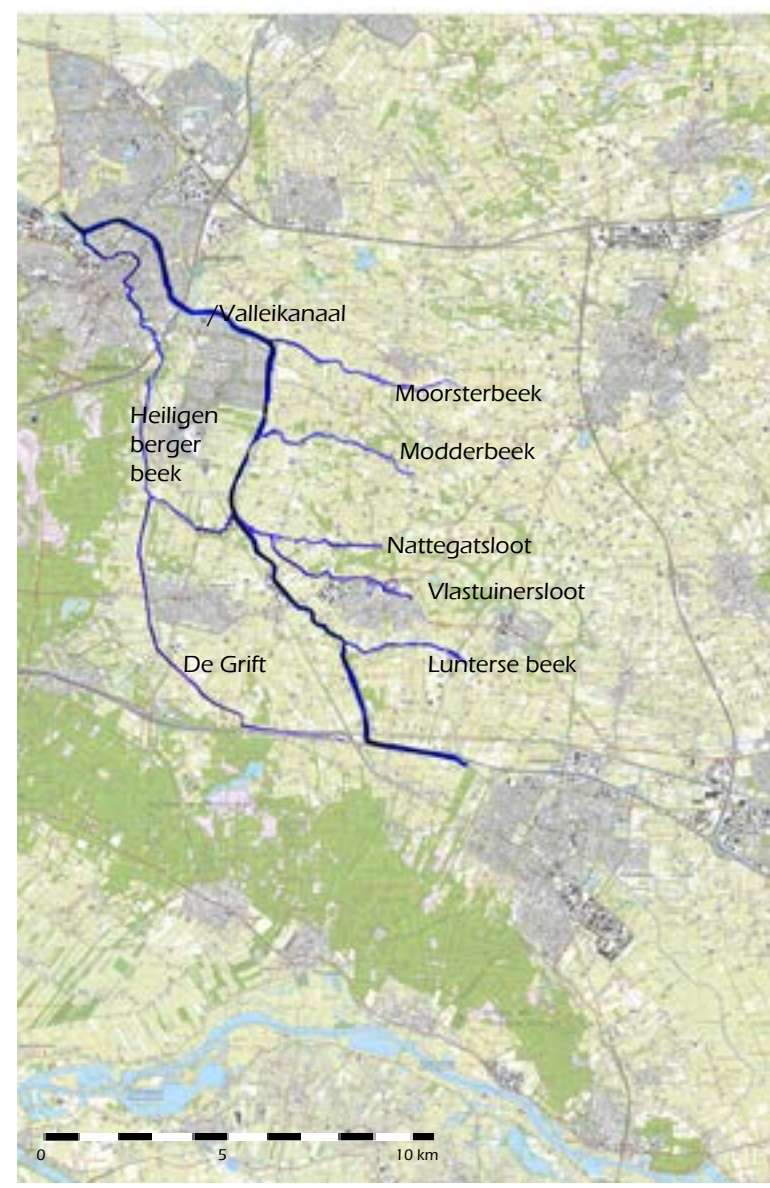 /Valleikanaal
Moorsterbeek
Heiligen
berger
beek
Modderbeek
Nattegatsloot
Vlastuinersloot
De Grift
Lunterse beek
0 5 10 km